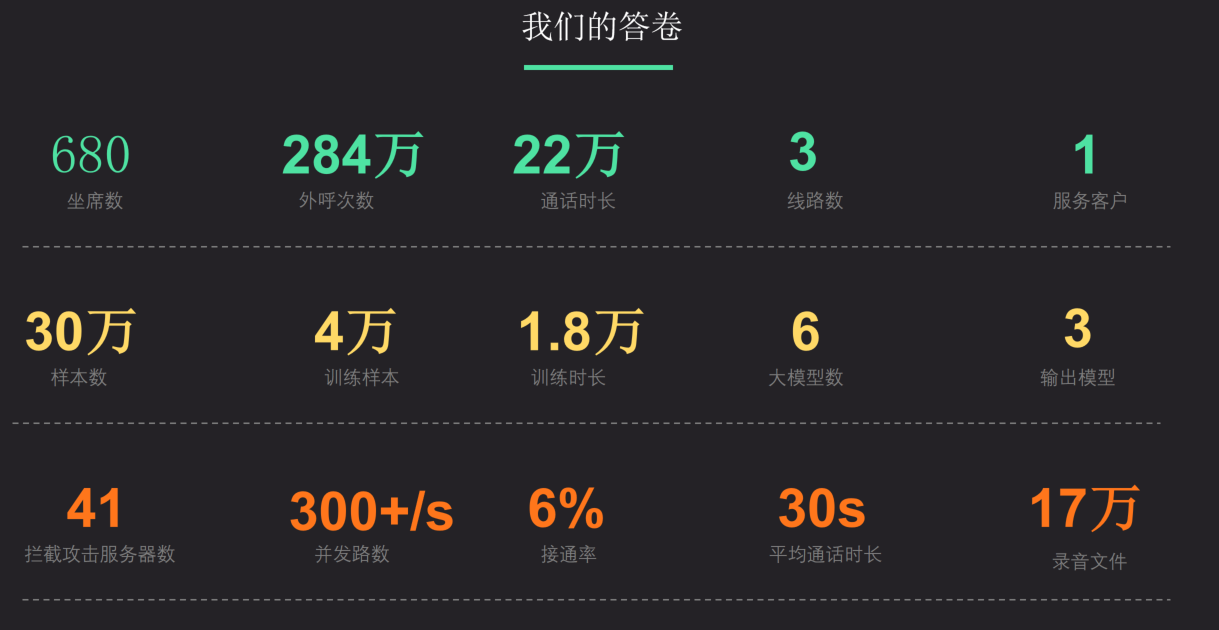 我们的答卷
680 284万 22万 3 1
坐席数 外呼次数 通话时长 线路数 服务客户
30万 4万 1.8万 6 3
样本数 训练样本 训练时长 大模型数 输出模型
41 300+/s 6% 30s 17万
拦截攻击服务器数 并发路数 接通率 平均通话时长 录音文件